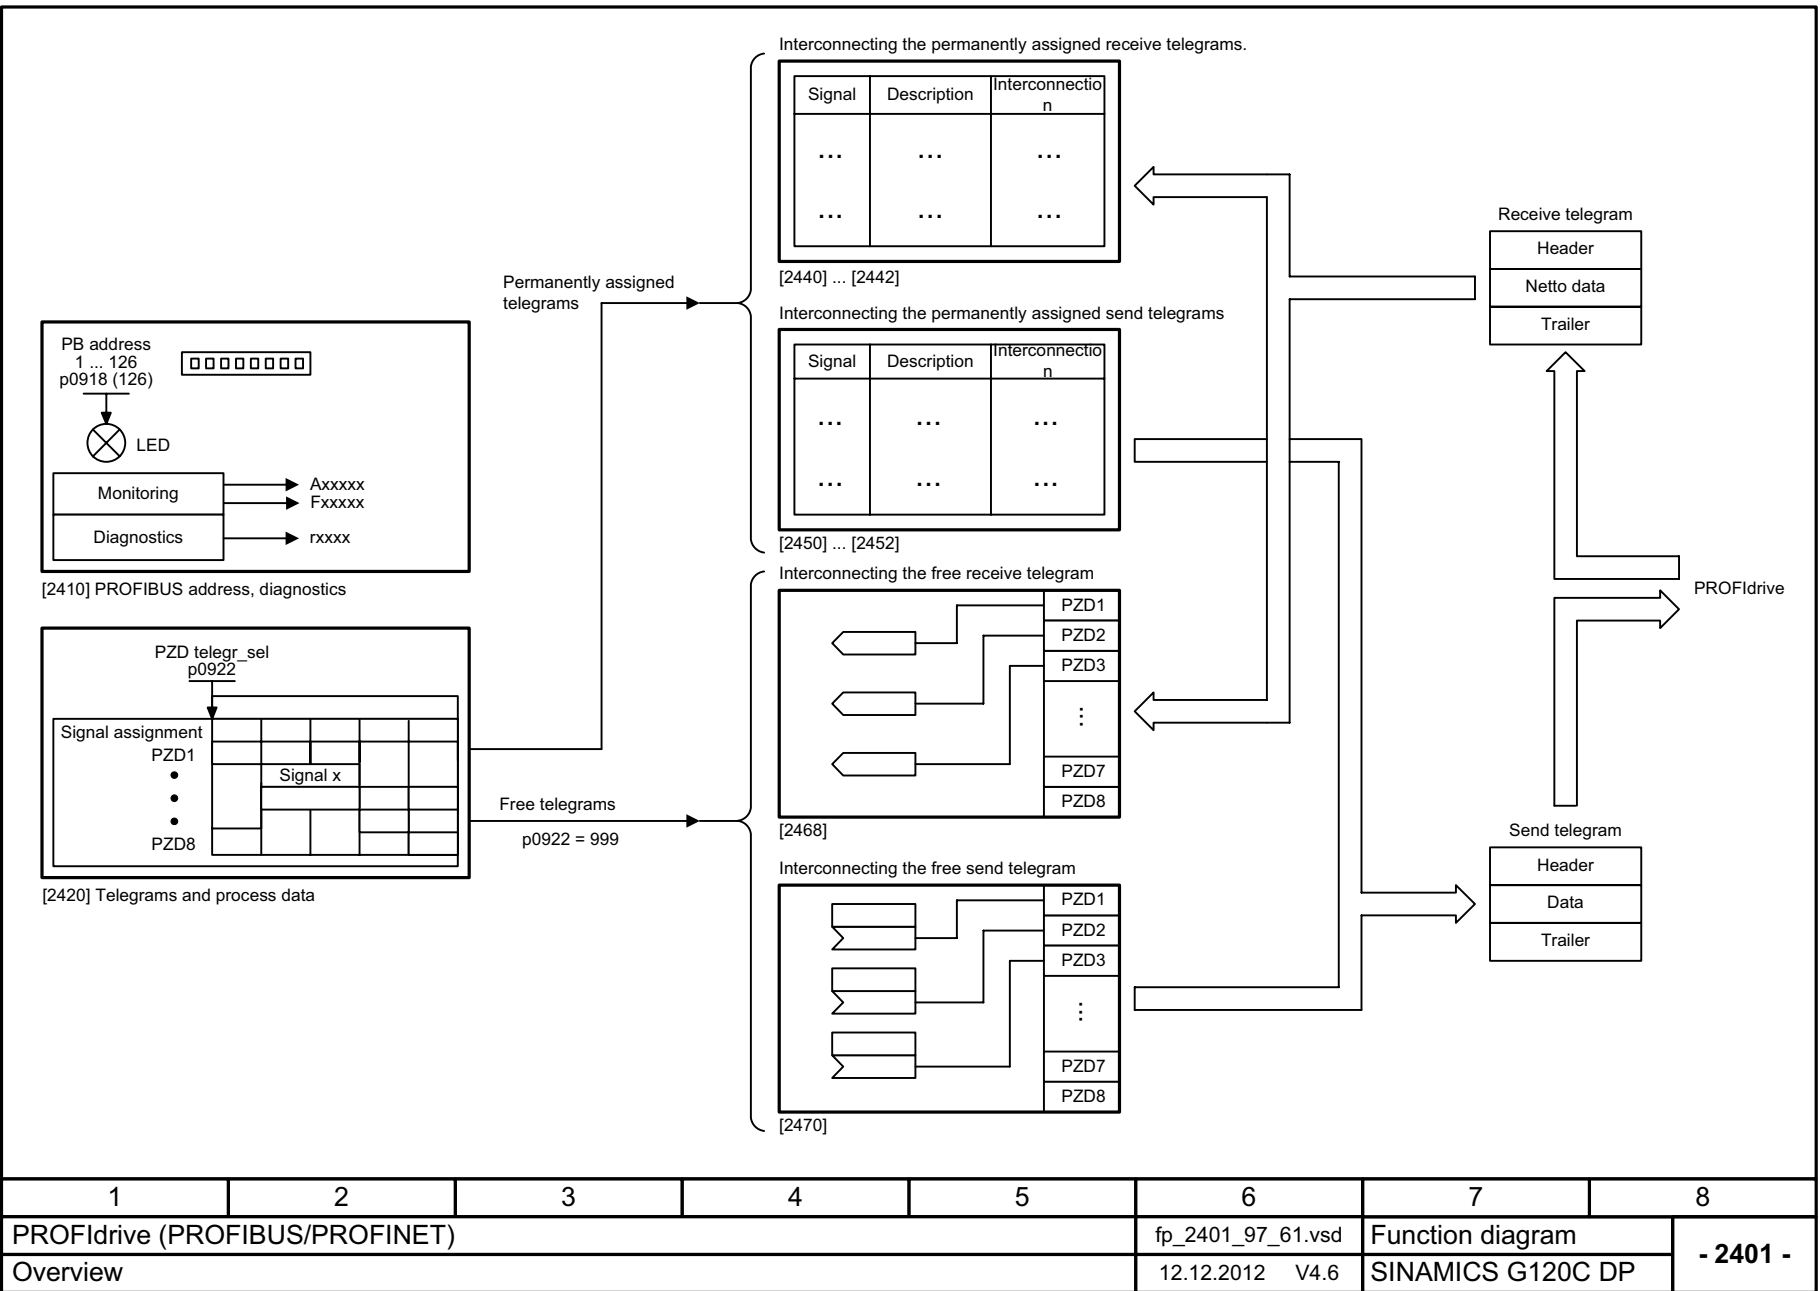 Interconnecting the permanently assigned receive telegrams.
Signal Description Interconnectio
n
... ... ...
... ... ...
[2440] ... [2442]
Permanently assigned
telegrams
Interconnecting the permanently assigned send telegrams
Signal Description Interconnectio
n
... ... ...
... ... ...
[2450] ... [2452]
PB address
1 ... 126
p0918 (126)
LED
Monitoring
Axxxxx
Fxxxxx
Diagnostics
rxxxx
[2410] PROFIBUS address, diagnostics
PZD telegr_sel
p0922
Signal assignment
PZD1
Signal x
PZD8
[2420] Telegrams and process data
Free telegrams
p0922 = 999
Interconnecting the free receive telegram
PZD1
PZD2
PZD3
...
PZD7
PZD8
[2468]
Interconnecting the free send telegram
PZD1
PZD2
PZD3
...
PZD7
PZD8
[2470]
Receive telegram
Header
Netto data
Trailer
PROFIdrive
Send telegram
Header
Data
Trailer
1 2 3 4 5 6 7 8
PROFIdrive (PROFIBUS/PROFINET) fp_2401_97_61.vsd Function diagram
- 2401 -
Overview 12.12.2012 V4.6 SINAMICS G120C DP